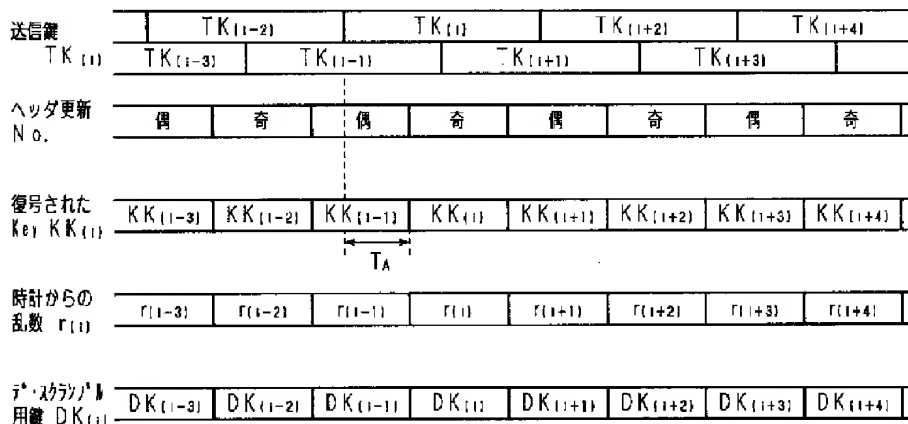 送信鍵
TK(i)
TK(i-2) TK(i) TK(i+2) TK(i+4)
TK(i-3) TK(i-1) TK(i+1) TK(i+3)
ヘッダ更新
No.
偶 奇 偶 奇 偶 奇 偶 奇
復号された
Key KK(i)
KK(i-3) KK(i-2) KK(i-1) KK(i) KK(i+1) KK(i+2) KK(i+3) KK(i+4)
TA
時計からの
乱数 r(i)
r(i-3) r(i-2) r(i-1) r(i) r(i+1) r(i+2) r(i+3) r(i+4)
デ・スクランブル
用鍵 DK(i)
DK(i-3) DK(i-2) DK(i-1) DK(i) DK(i+1) DK(i+2) DK(i+3) DK(i+4)